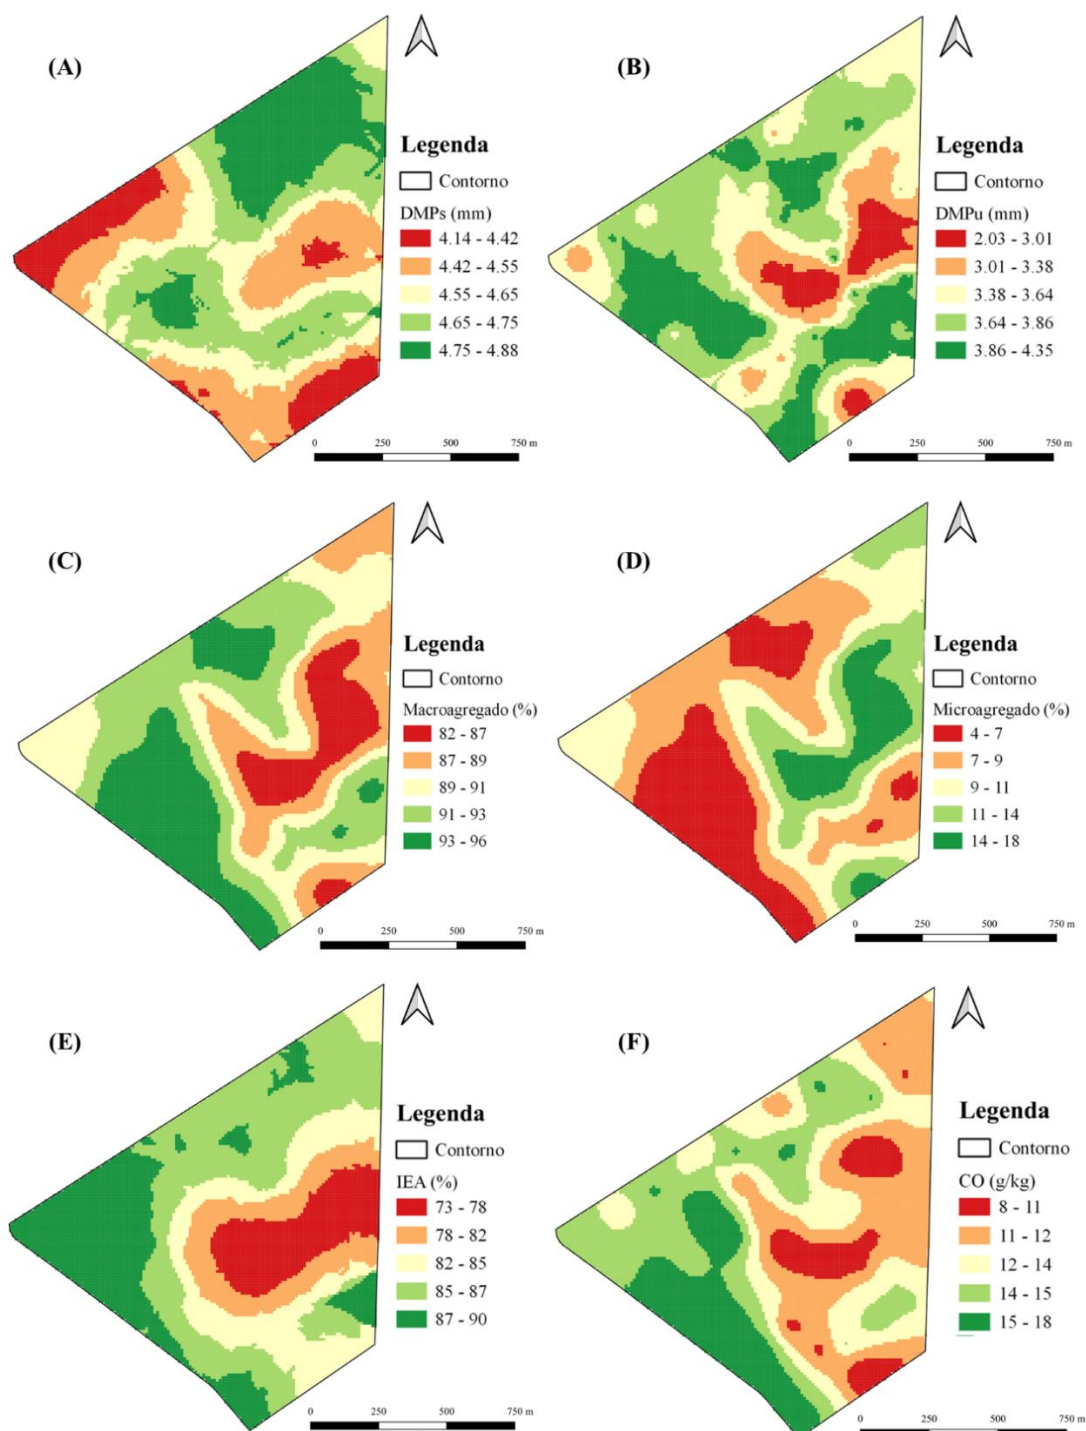 (A)
Legenda
Contorno
DMPs (mm)
4.14 - 4.42
4.42 - 4.55
4.55 - 4.65
4.65 - 4.75
4.75 - 4.88
0 250 500 750 m
(B)
Legenda
Contorno
DMPu (mm)
2.03 - 3.01
3.01 - 3.38
3.38 - 3.64
3.64 - 3.86
3.86 - 4.35
0 250 500 750 m
(C)
Legenda
Contorno
Macroagregado (%)
82 - 87
87 - 89
89 - 91
91 - 93
93 - 96
0 250 500 750 m
(D)
Legenda
Contorno
Microagregado (%)
4 - 7
7 - 9
9 - 11
11 - 14
14 - 18
0 250 500 750 m
(E)
Legenda
Contorno
IEA (%)
73 - 78
78 - 82
82 - 85
85 - 87
87 - 90
0 250 500 750 m
(F)
Legenda
Contorno
CO (g/kg)
8 - 11
11 - 12
12 - 14
14 - 15
15 - 18
0 250 500 750 m